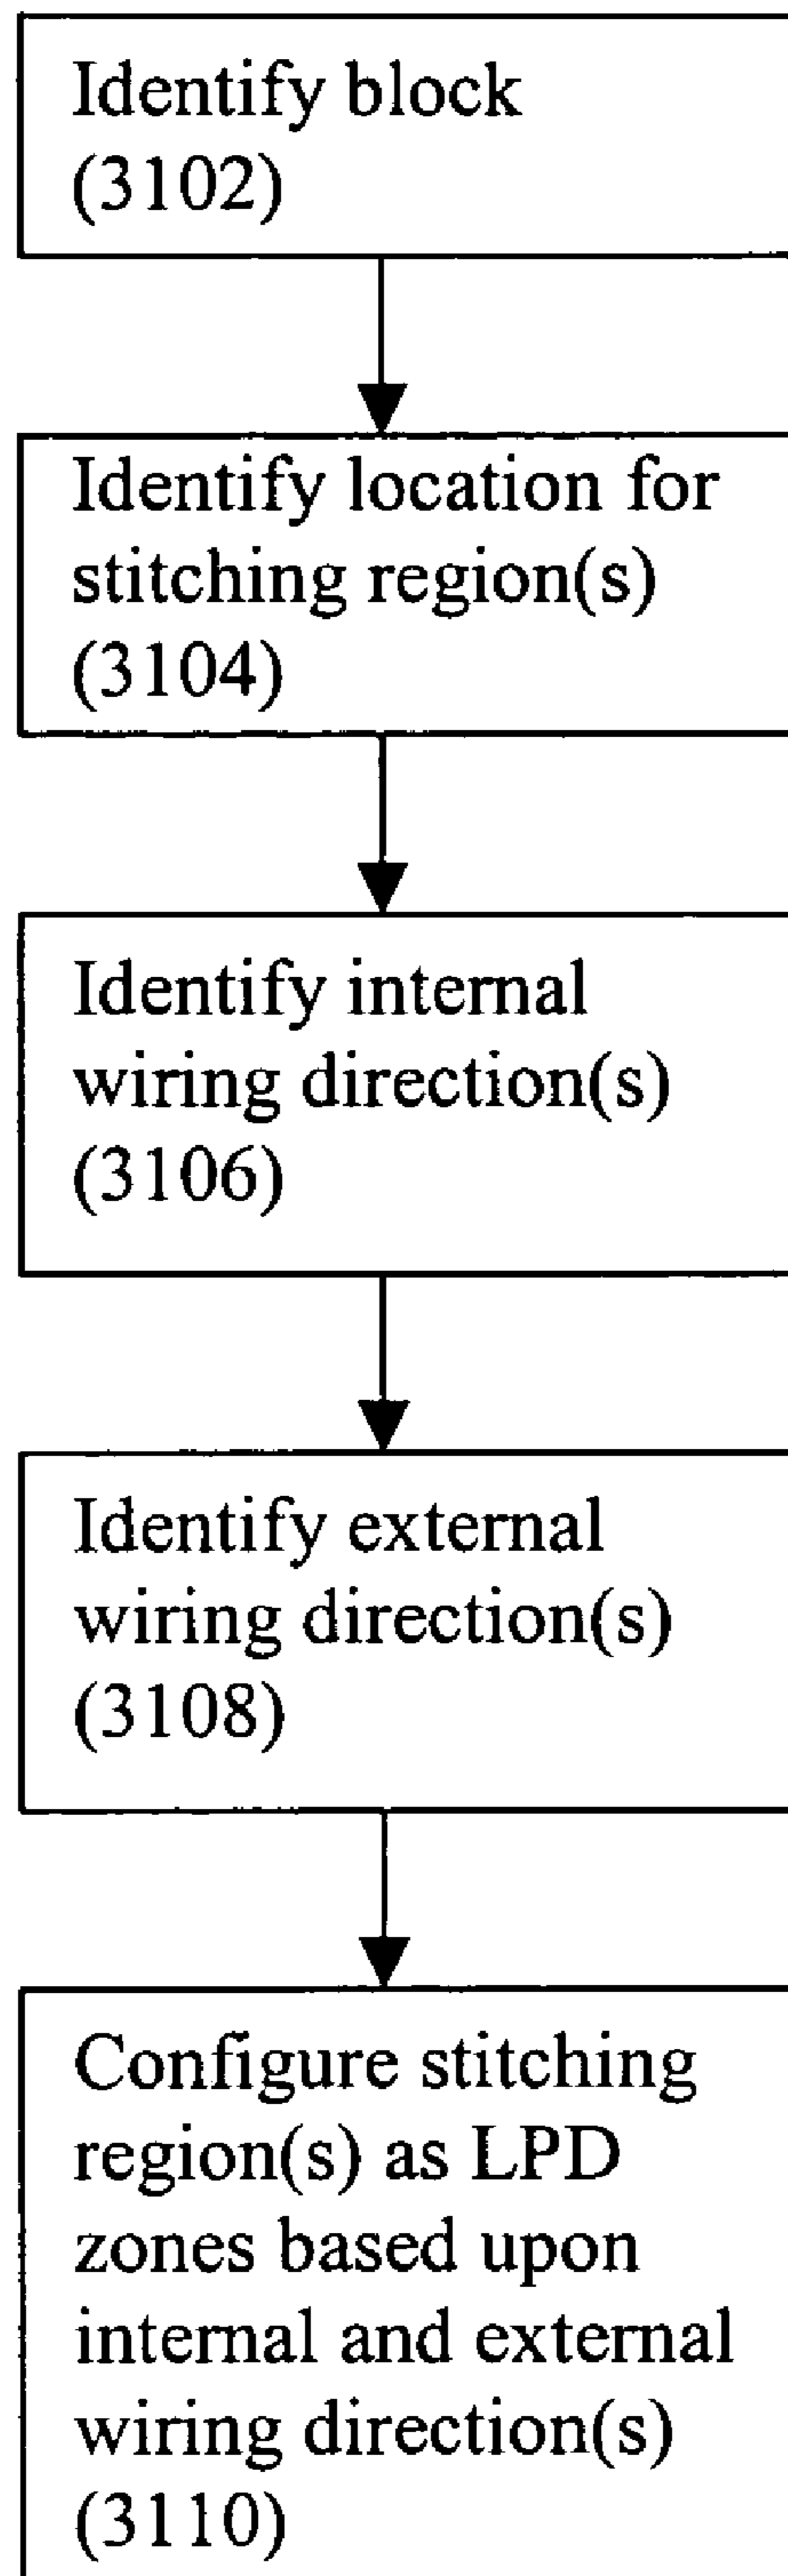 Identify block
(3102)
Identify location for
stitching region(s)
(3104)
Identify internal
wiring direction(s)
(3106)
Identify external
wiring direction(s)
(3108)
Configure stitching
region(s) as LPD
zones based upon
internal and external
wiring direction(s)
(3110)